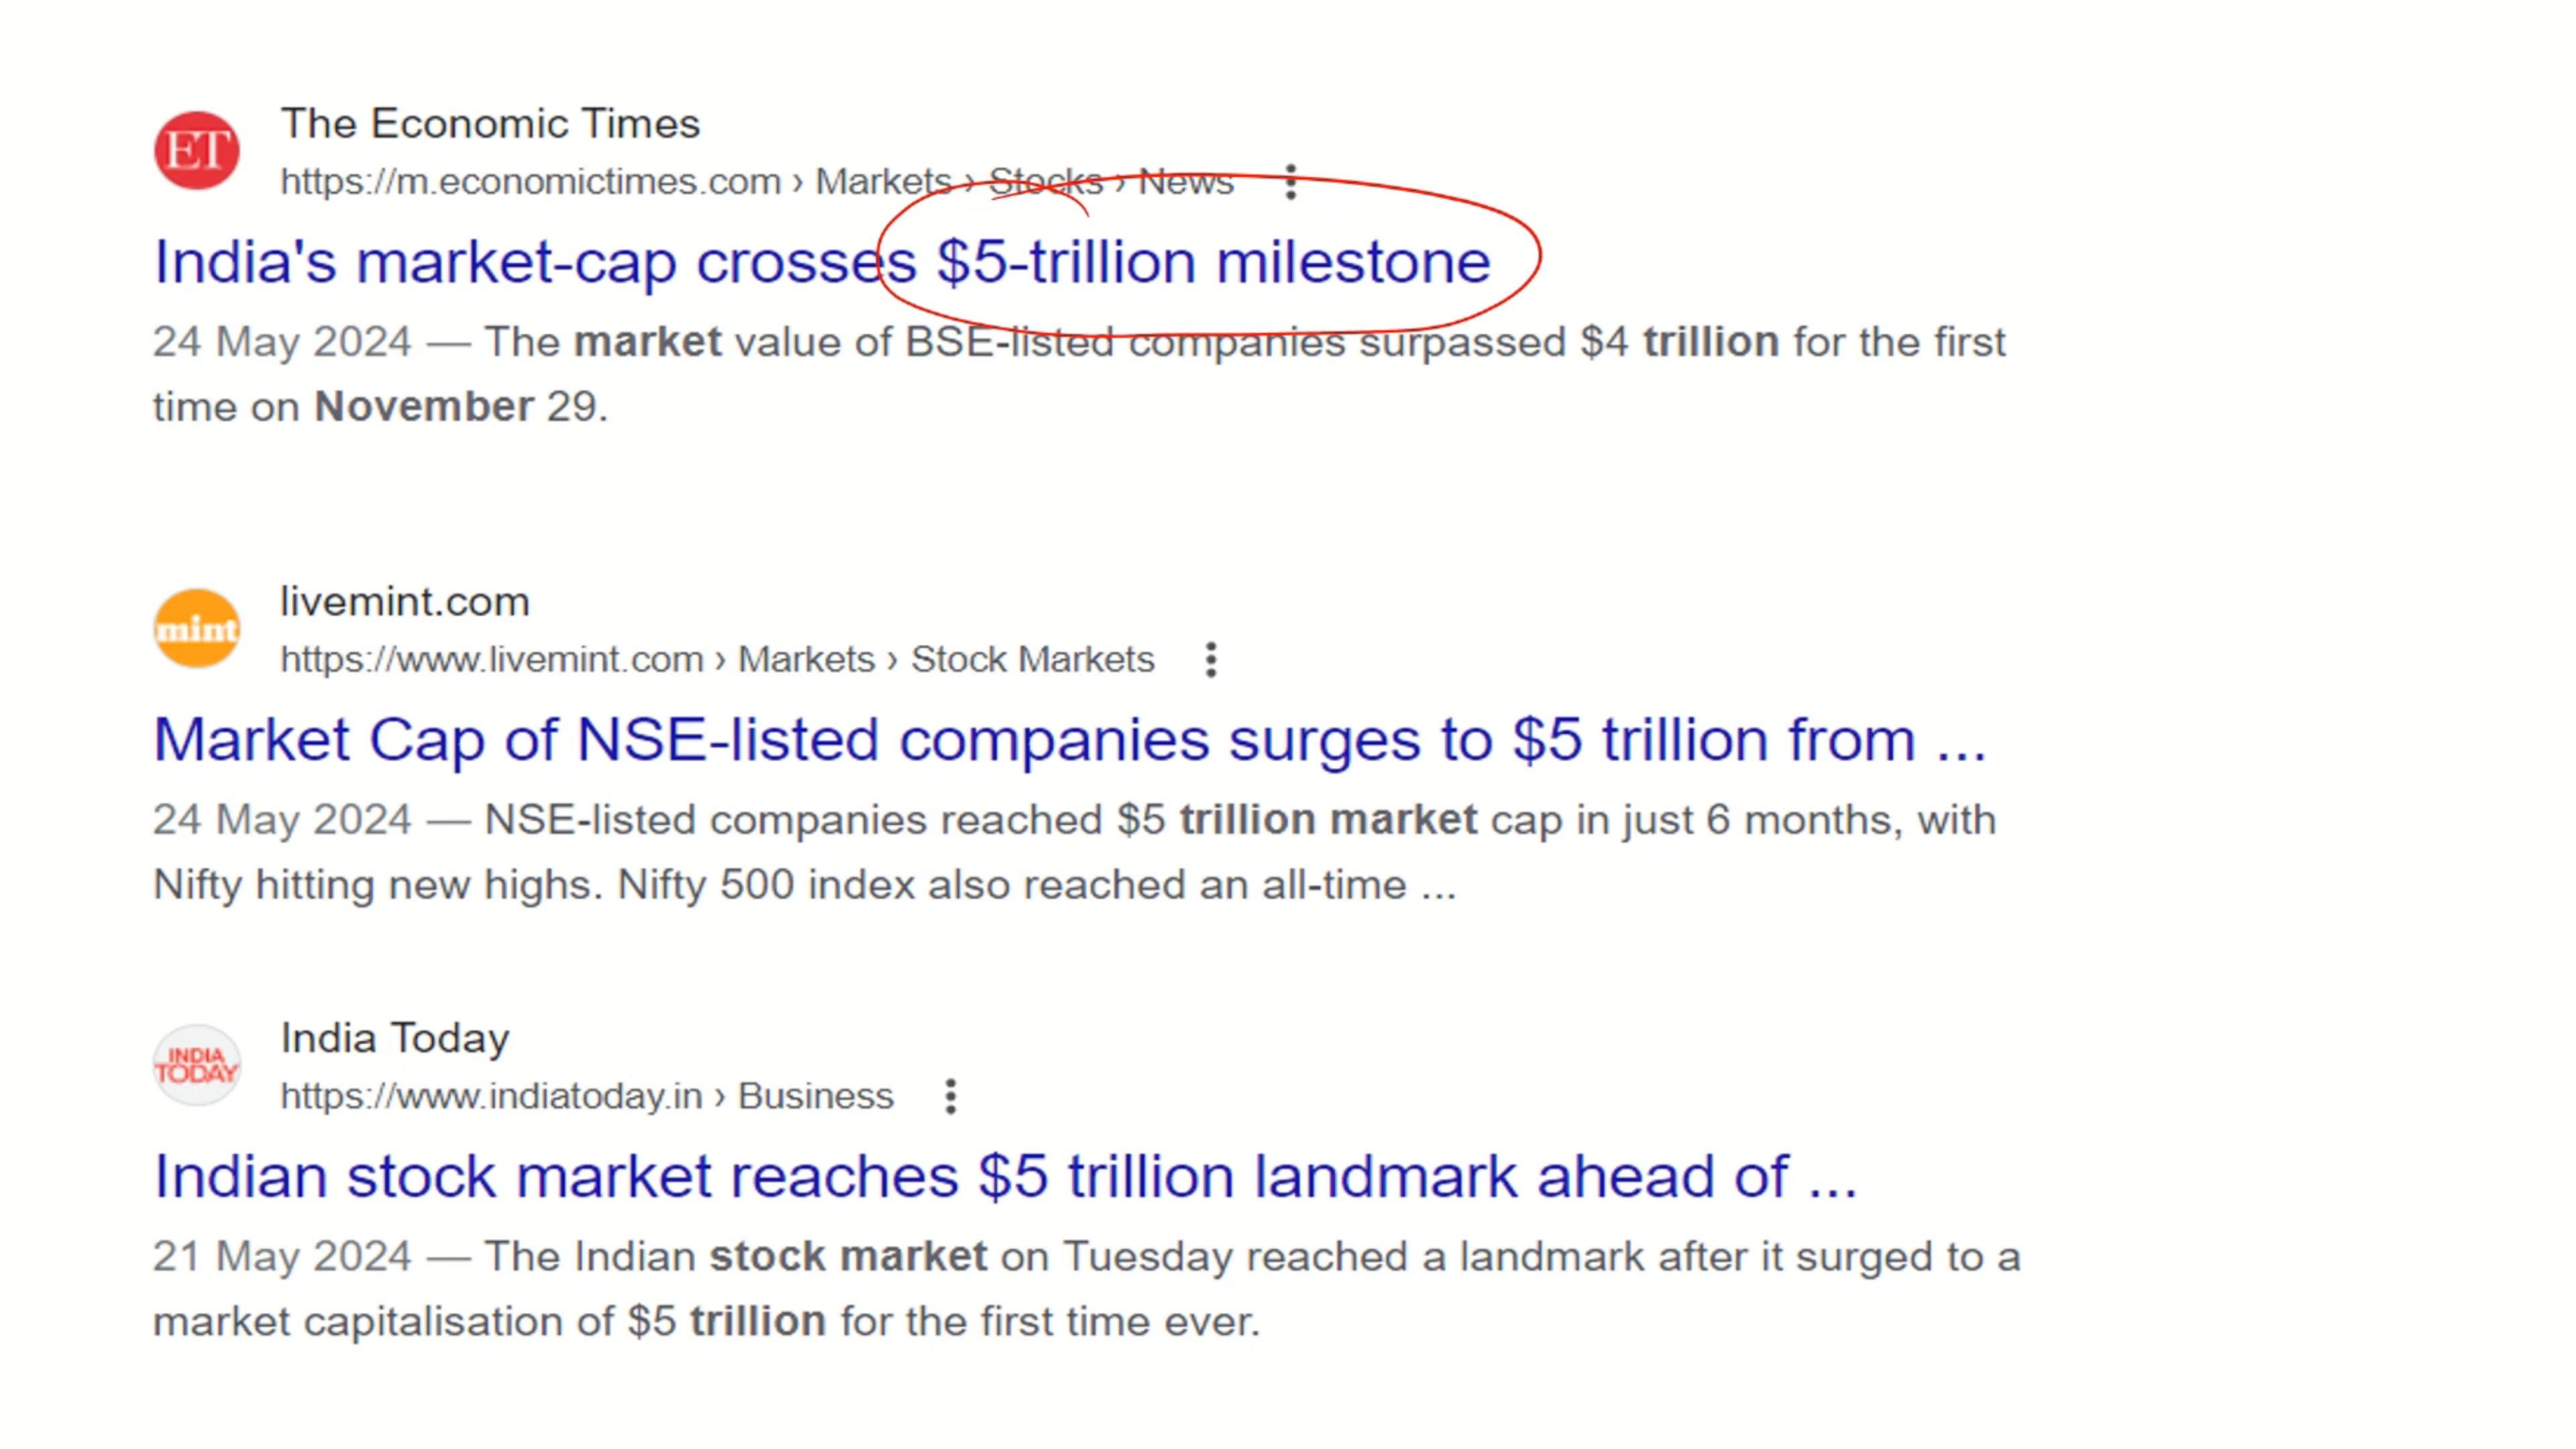 The Economic Times
ET
https://m.economictimes.com › Markets › Stocks › News
India's market-cap crosses $5-trillion milestone
24 May 2024 — The market value of BSE-listed companies surpassed $4 trillion for the first
time on November 29.
livemint.com
mint
https://www.livemint.com › Markets › Stock Markets
Market Cap of NSE-listed companies surges to $5 trillion from ...
24 May 2024 — NSE-listed companies reached $5 trillion market cap in just 6 months, with
Nifty hitting new highs. Nifty 500 index also reached an all-time ...
India Today
INDIA
TODAY
https://www.indiatoday.in › Business
Indian stock market reaches $5 trillion landmark ahead of ...
21 May 2024 — The Indian stock market on Tuesday reached a landmark after it surged to a
market capitalisation of $5 trillion for the first time ever.